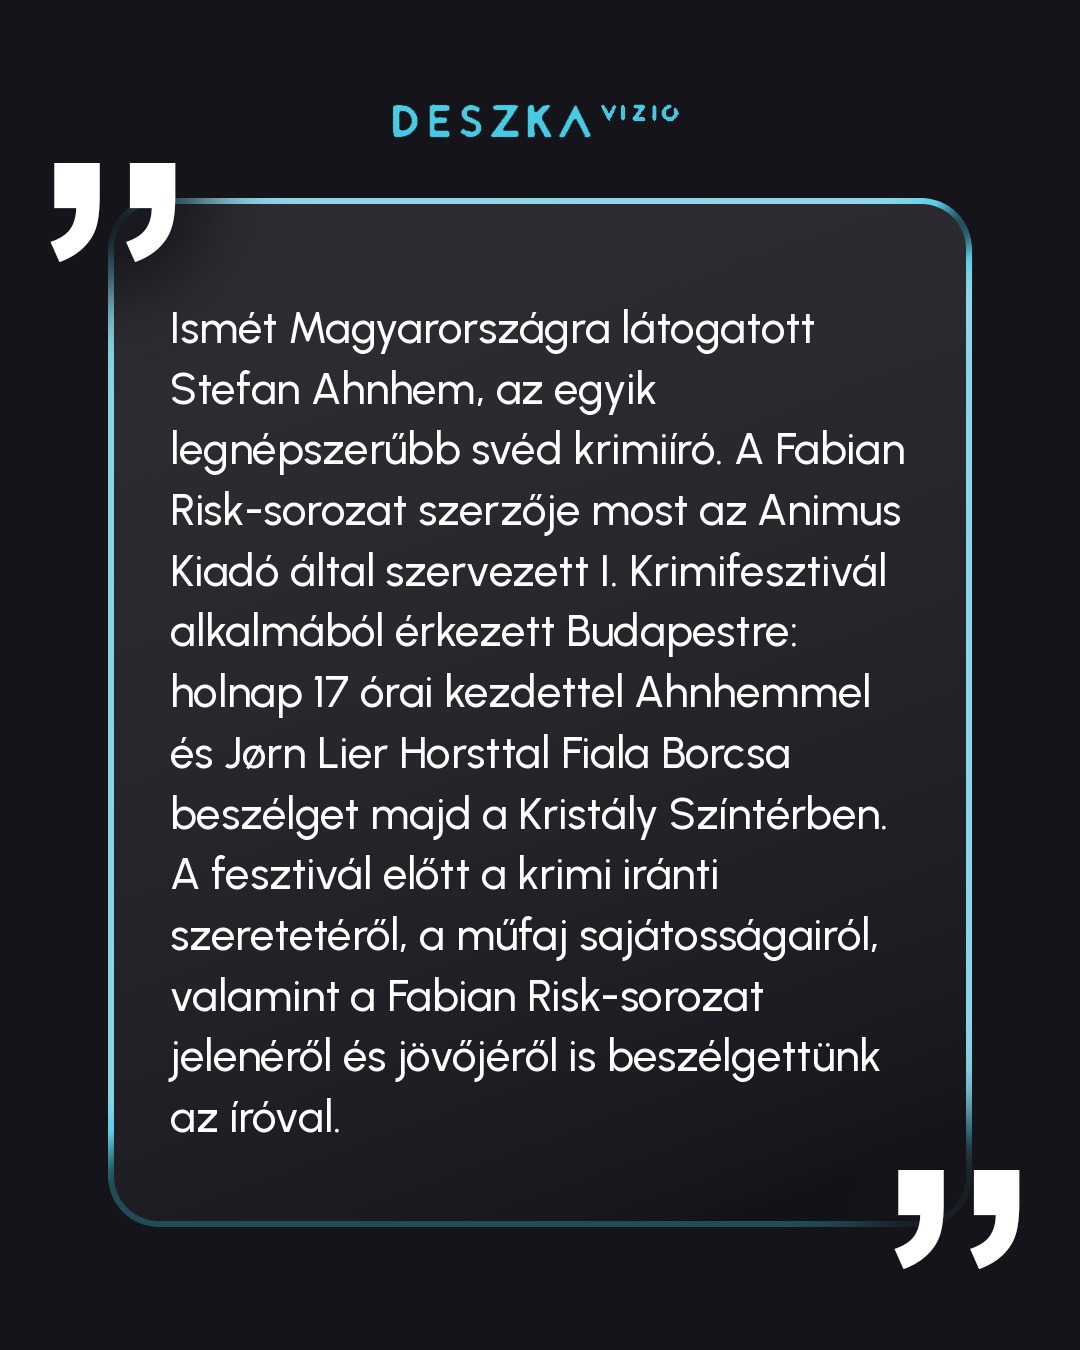 DESZKA VIZIO
”
Ismét Magyarországra látogatott
Stefan Ahnhem, az egyik
legnépszerűbb svéd krimiíró. A Fabian
Risk-sorozat szerzője most az Animus
Kiadó által szervezett I. Krimifesztivál
alkalmából érkezett Budapestre:
holnap 17 órai kezdettel Ahnhemmel
és Jørn Lier Horsttal Fiala Borcsa
beszélget majd a Kristály Színtérben.
A fesztivál előtt a krimi iránti
szeretetéről, a műfaj sajátosságairól,
valamint a Fabian Risk-sorozat
jelenéről és jövőjéről is beszélgettünk
az íróval.
”